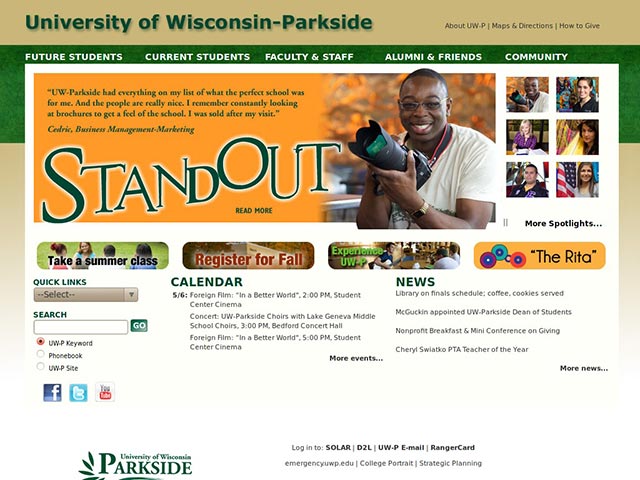 University of Wisconsin-Parkside
About UW-P | Maps & Directions | How to Give
FUTURE STUDENTS CURRENT STUDENTS FACULTY & STAFF ALUMNI & FRIENDS COMMUNITY
"UW-Parkside had everything on my list of what the perfect school was
for me. And the people are really nice. I remember constantly looking
at brochures to get a feel of the school. I was sold after my visit."
Cedric, Business Management-Marketing
STANDOUT
READ MORE
More Spotlights...
Take a summer class
Register for Fall
Experience
UW-P
"The Rita"
QUICK LINKS
--Select--
SEARCH
GO
UW-P Keyword
Phonebook
UW-P Site
CALENDAR
5/6: Foreign Film: "In a Better World", 2:00 PM, Student
Center Cinema
Concert: UW-Parkside Choirs with Lake Geneva Middle
School Choirs, 3:00 PM, Bedford Concert Hall
Foreign Film: "In a Better World", 5:00 PM, Student
Center Cinema
More events...
NEWS
Library on finals schedule; coffee, cookies served
McGuckin appointed UW-Parkside Dean of Students
Nonprofit Breakfast & Mini Conference on Giving
Cheryl Swiatko PTA Teacher of the Year
More news...
University of Wisconsin
PARKSIDE
Log in to: SOLAR | D2L | UW-P E-mail | RangerCard
emergency.uwp.edu | College Portrait | Strategic Planning